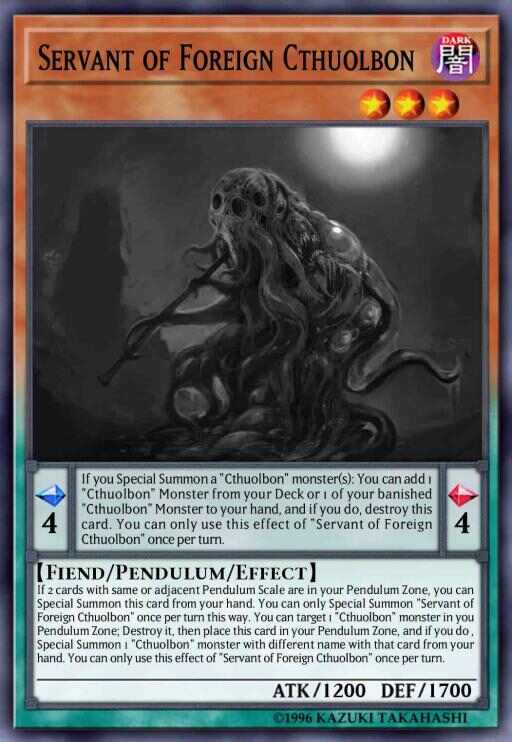 SERVANT OF FOREIGN CTHUOLBON
DARK
闇
If you Special Summon a "Cthuolbon" monster(s): You can add 1
"Cthuolbon" Monster from your Deck or 1 of your banished
"Cthuolbon" Monster to your hand, and if you do, destroy this
card. You can only use this effect of "Servant of Foreign
Cthuolbon" once per turn.
4
4
【FIEND/PENDULUM/EFFECT】
If 2 cards with same or adjacent Pendulum Scale are in your Pendulum Zone, you can
Special Summon this card from your hand. You can only Special Summon "Servant of
Foreign Cthuolbon" once per turn this way. You can target 1 "Cthuolbon" monster in you
Pendulum Zone; Destroy it, then place this card in your Pendulum Zone, and if you do ,
Special Summon 1 "Cthuolbon" monster with different name with that card from your
hand. You can only use this effect of "Servant of Foreign Cthuolbon" once per turn.
ATK/1200 DEF/1700
©1996 KAZUKI TAKAHASHI